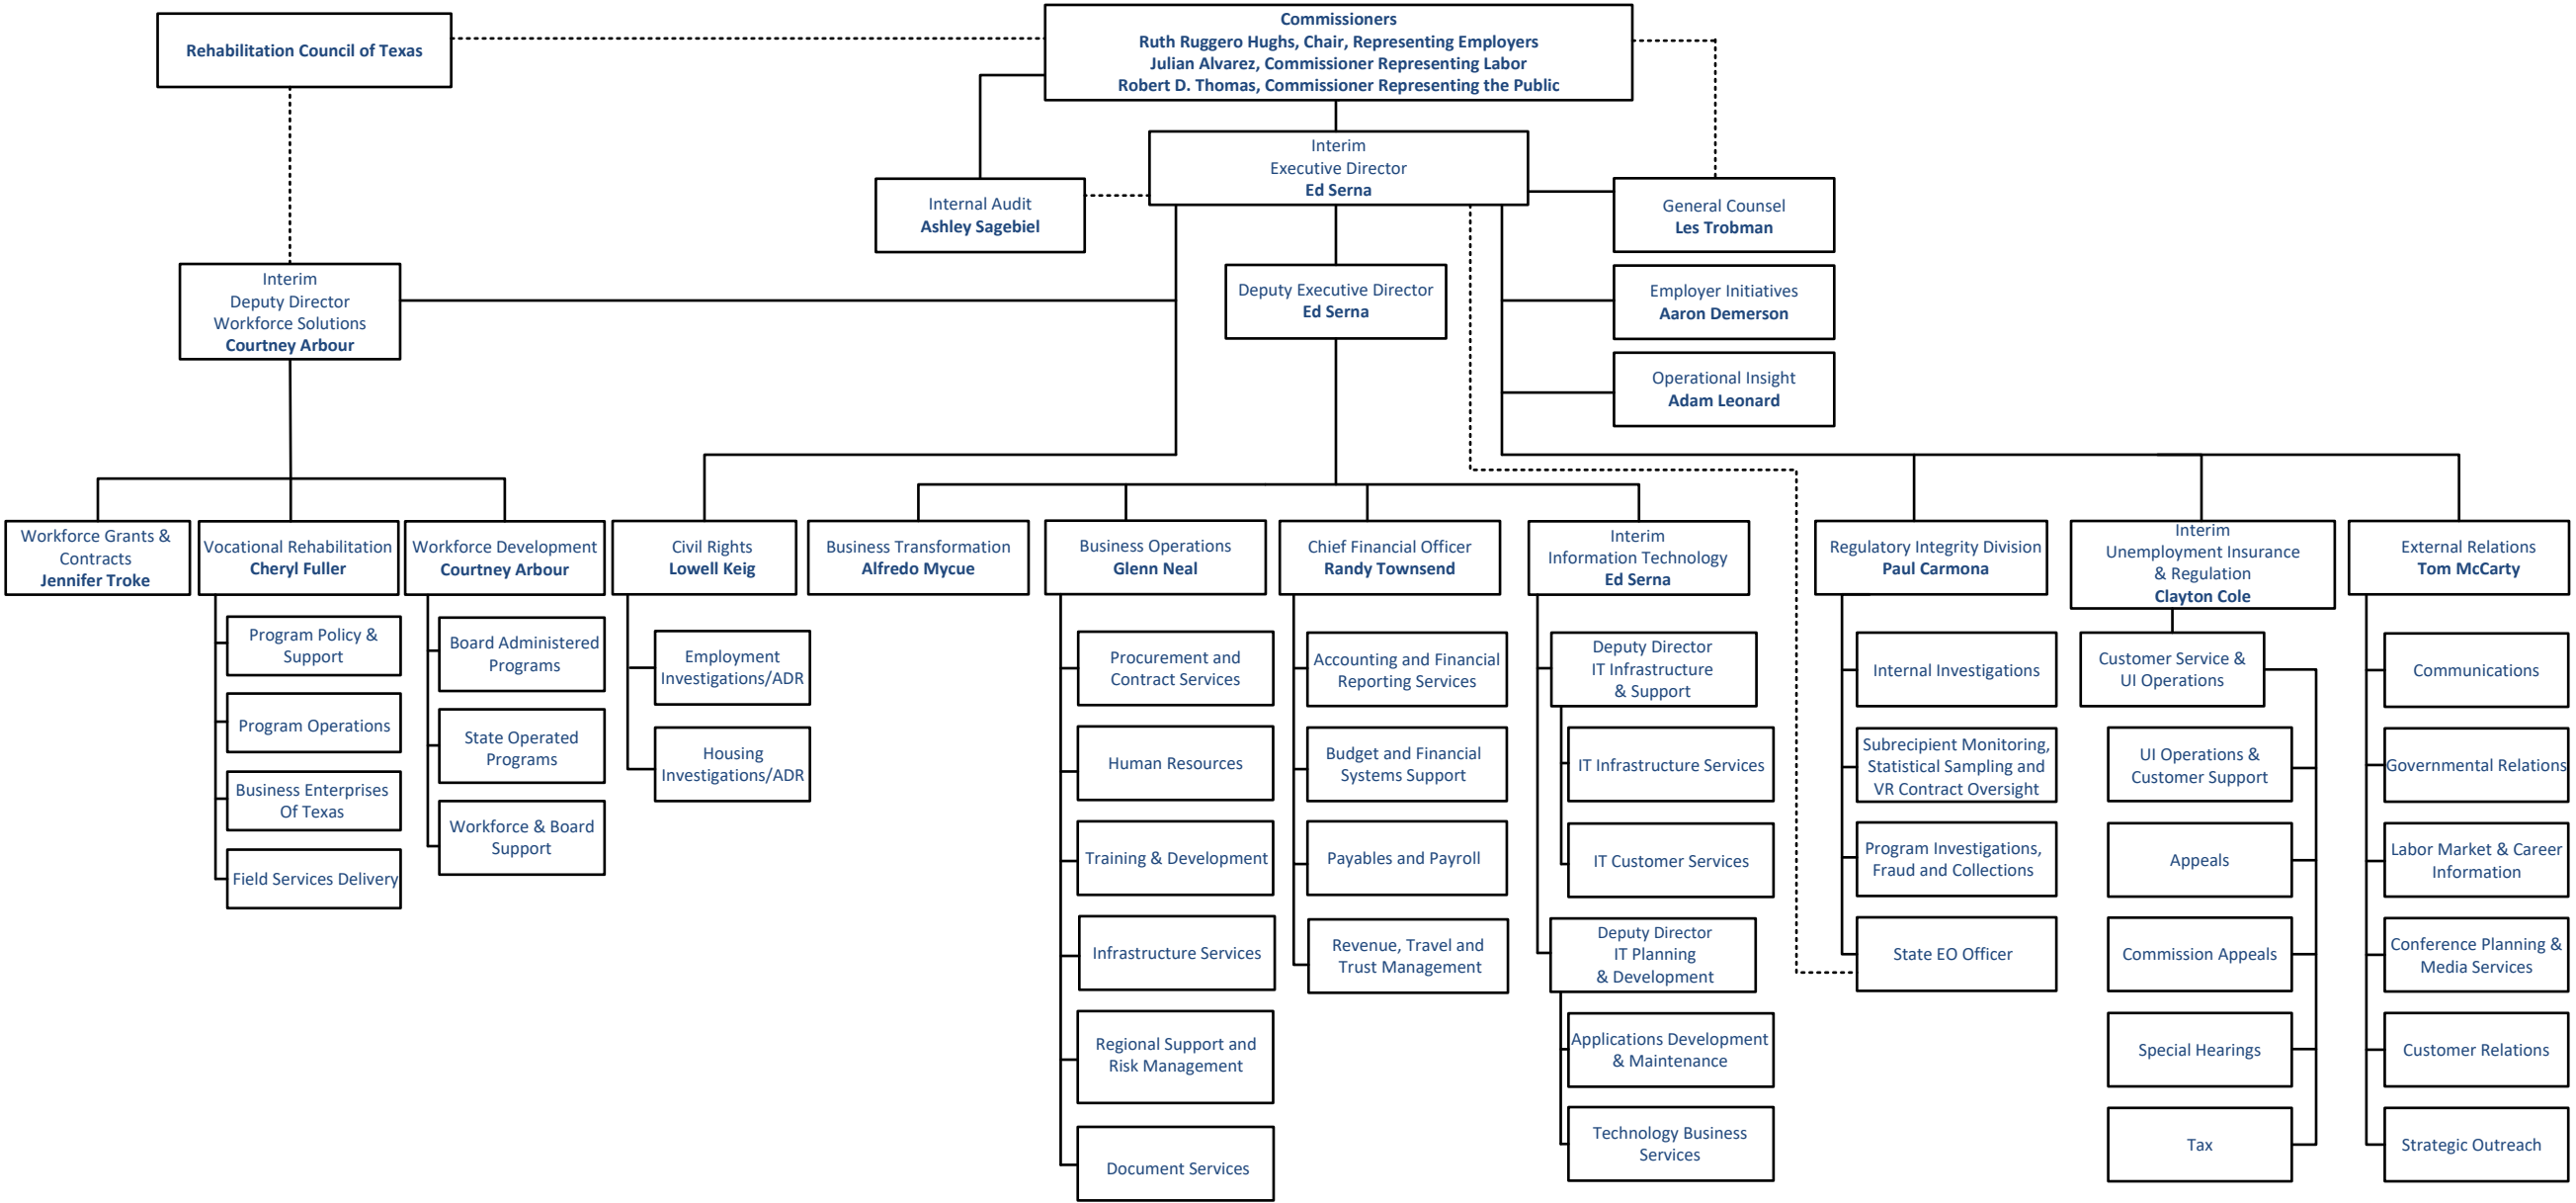 Rehabilitation Council of Texas
Commissioners
Ruth Ruggero Hughs, Chair, Representing Employers
Julian Alvarez, Commissioner Representing Labor
Robert D. Thomas, Commissioner Representing the Public
Interim
Executive Director
Ed Serna
Internal Audit
Ashley Sagebiel
General Counsel
Les Trobman
Interim
Deputy Director
Workforce Solutions
Courtney Arbour
Deputy Executive Director
Ed Serna
Employer Initiatives
Aaron Demerson
Operational Insight
Adam Leonard
Workforce Grants &
Contracts
Jennifer Troke
Vocational Rehabilitation
Cheryl Fuller
Program Policy &
Support
Program Operations
Business Enterprises
Of Texas
Field Services Delivery
Workforce Development
Courtney Arbour
Board Administered
Programs
State Operated
Programs
Workforce & Board
Support
Civil Rights
Lowell Keig
Employment
Investigations/ADR
Housing
Investigations/ADR
Business Transformation
Alfredo Mycue
Business Operations
Glenn Neal
Procurement and
Contract Services
Human Resources
Training & Development
Infrastructure Services
Regional Support and
Risk Management
Document Services
Chief Financial Officer
Randy Townsend
Accounting and Financial
Reporting Services
Budget and Financial
Systems Support
Payables and Payroll
Revenue, Travel and
Trust Management
Interim
Information Technology
Ed Serna
Deputy Director
IT Infrastructure
& Support
IT Infrastructure Services
IT Customer Services
Deputy Director
IT Planning
& Development
Applications Development
& Maintenance
Technology Business
Services
Regulatory Integrity Division
Paul Carmona
Internal Investigations
Subrecipient Monitoring,
Statistical Sampling and
VR Contract Oversight
Program Investigations,
Fraud and Collections
State EO Officer
Interim
Unemployment Insurance
& Regulation
Clayton Cole
Customer Service &
UI Operations
UI Operations &
Customer Support
Appeals
Commission Appeals
Special Hearings
Tax
External Relations
Tom McCarty
Communications
Governmental Relations
Labor Market & Career
Information
Conference Planning &
Media Services
Customer Relations
Strategic Outreach